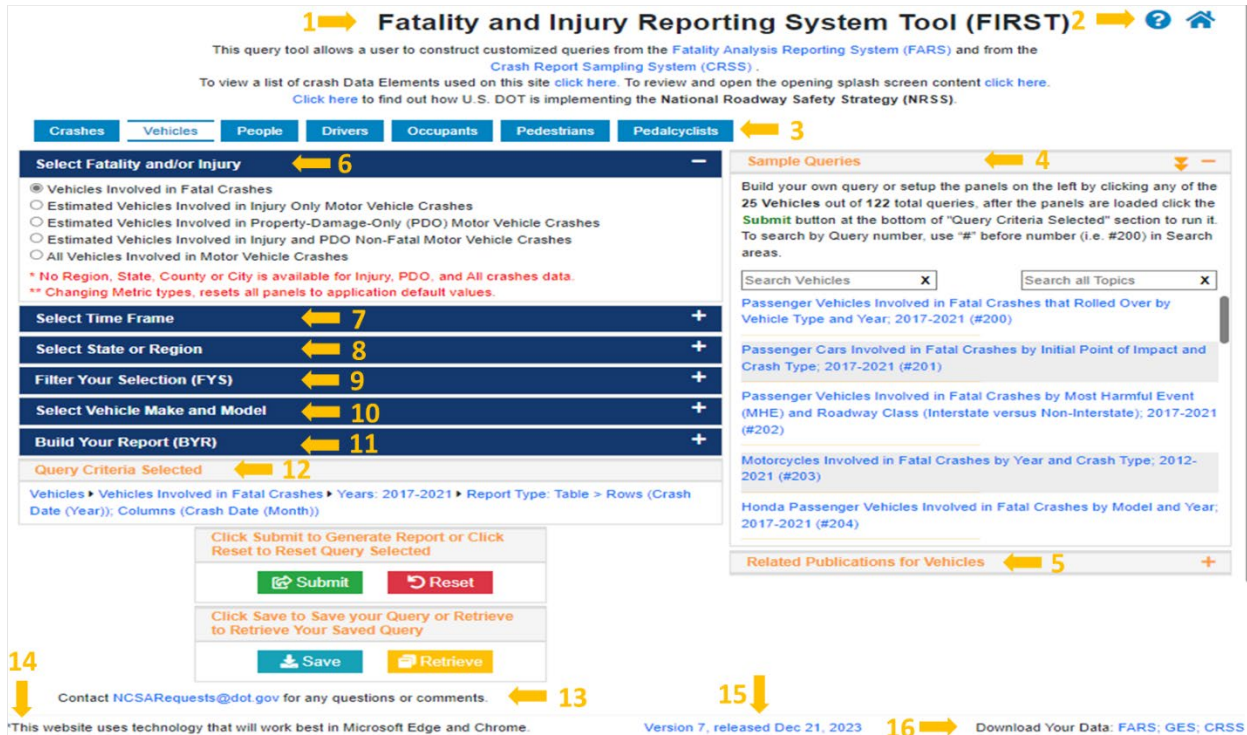 1 Fatality and Injury Reporting System Tool (FIRST) 2 ?
This query tool allows a user to construct customized queries from the Fatality Analysis Reporting System (FARS) and from the
Crash Report Sampling System (CRSS) .
To view a list of crash Data Elements used on this site click here. To review and open the opening splash screen content click here.
Click here to find out how U.S. DOT is implementing the National Roadway Safety Strategy (NRSS).
Crashes Vehicles People Drivers Occupants Pedestrians Pedalcyclists 3
Select Fatality and/or Injury 6 −
Vehicles Involved in Fatal Crashes
Estimated Vehicles Involved in Injury Only Motor Vehicle Crashes
Estimated Vehicles Involved in Property-Damage-Only (PDO) Motor Vehicle Crashes
Estimated Vehicles Involved in Injury and PDO Non-Fatal Motor Vehicle Crashes
All Vehicles Involved in Motor Vehicle Crashes
* No Region, State, County or City is available for Injury, PDO, and All crashes data.
** Changing Metric types, resets all panels to application default values.
Select Time Frame 7 +
Select State or Region 8 +
Filter Your Selection (FYS) 9 +
Select Vehicle Make and Model 10 +
Build Your Report (BYR) 11 +
Query Criteria Selected 12
Vehicles ▸ Vehicles Involved in Fatal Crashes ▸ Years: 2017-2021 ▸ Report Type: Table > Rows (Crash
Date (Year)); Columns (Crash Date (Month))
Click Submit to Generate Report or Click
Reset to Reset Query Selected
Submit Reset
Click Save to Save your Query or Retrieve
to Retrieve Your Saved Query
Save Retrieve
Sample Queries 4 −
Build your own query or setup the panels on the left by clicking any of the
25 Vehicles out of 122 total queries, after the panels are loaded click the
Submit button at the bottom of "Query Criteria Selected" section to run it.
To search by Query number, use "#" before number (i.e. #200) in Search
areas.
Search Vehicles X Search all Topics X
Passenger Vehicles Involved in Fatal Crashes that Rolled Over by
Vehicle Type and Year; 2017-2021 (#200)
Passenger Cars Involved in Fatal Crashes by Initial Point of Impact and
Crash Type; 2017-2021 (#201)
Passenger Vehicles Involved in Fatal Crashes by Most Harmful Event
(MHE) and Roadway Class (Interstate versus Non-Interstate); 2017-2021
(#202)
Motorcycles Involved in Fatal Crashes by Year and Crash Type; 2012-
2021 (#203)
Honda Passenger Vehicles Involved in Fatal Crashes by Model and Year;
2017-2021 (#204)
Related Publications for Vehicles 5 +
14
Contact NCSARequests@dot.gov for any questions or comments. 13
15
*This website uses technology that will work best in Microsoft Edge and Chrome.
Version 7, released Dec 21, 2023
16 Download Your Data: FARS; GES; CRSS